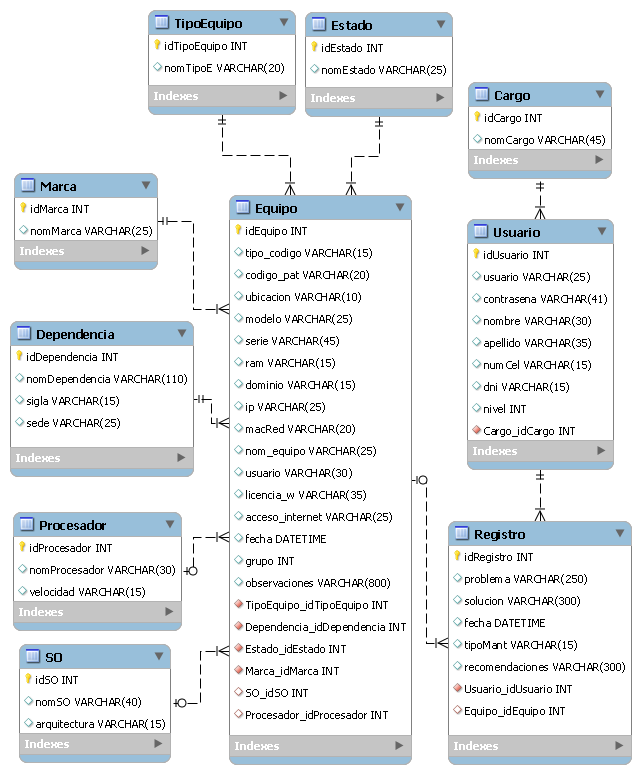 TipoEquipo
idTipoEquipo INT
nomTipoE VARCHAR(20)
Indexes
Estado
idEstado INT
nomEstado VARCHAR(25)
Indexes
Cargo
idCargo INT
nomCargo VARCHAR(45)
Indexes
Marca
idMarca INT
nomMarca VARCHAR(25)
Indexes
Equipo
idEquipo INT
tipo_codigo VARCHAR(15)
codigo_pat VARCHAR(20)
ubicacion VARCHAR(10)
modelo VARCHAR(25)
serie VARCHAR(45)
ram VARCHAR(15)
dominio VARCHAR(15)
ip VARCHAR(25)
macRed VARCHAR(20)
nom_equipo VARCHAR(25)
usuario VARCHAR(30)
licencia_w VARCHAR(35)
acceso_internet VARCHAR(25)
fecha DATETIME
grupo INT
observaciones VARCHAR(800)
TipoEquipo_idTipoEquipo INT
Dependencia_idDependencia INT
Estado_idEstado INT
Marca_idMarca INT
SO_idSO INT
Procesador_idProcesador INT
Indexes
Usuario
idUsuario INT
usuario VARCHAR(25)
contrasena VARCHAR(41)
nombre VARCHAR(30)
apellido VARCHAR(35)
numCel VARCHAR(15)
dni VARCHAR(15)
nivel INT
Cargo_idCargo INT
Indexes
Dependencia
idDependencia INT
nomDependencia VARCHAR(110)
sigla VARCHAR(15)
sede VARCHAR(25)
Indexes
Procesador
idProcesador INT
nomProcesador VARCHAR(30)
velocidad VARCHAR(15)
Indexes
Registro
idRegistro INT
problema VARCHAR(250)
solucion VARCHAR(300)
fecha DATETIME
tipoMant VARCHAR(15)
recomendaciones VARCHAR(300)
Usuario_idUsuario INT
Equipo_idEquipo INT
Indexes
SO
idSO INT
nomSO VARCHAR(40)
arquitectura VARCHAR(15)
Indexes